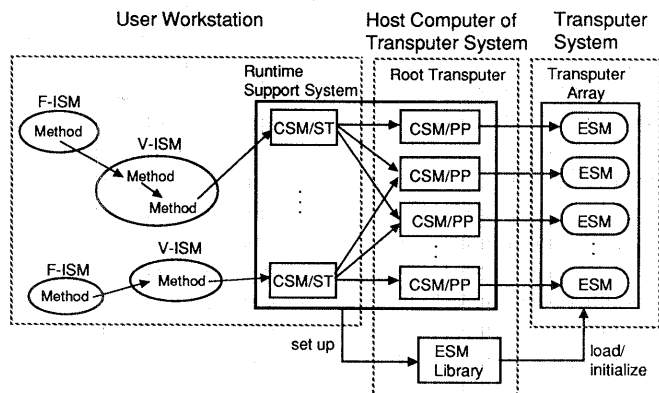 User Workstation
Host Computer of
Transputer System
Transputer
System
Runtime
Support System
Root Transputer
Transputer
Array
F-ISM
Method
V-ISM
Method
Method
CSM/ST
CSM/PP
ESM
CSM/PP
ESM
CSM/PP
ESM
F-ISM
Method
V-ISM
Method
CSM/ST
CSM/PP
ESM
set up
ESM
Library
load/
initialize